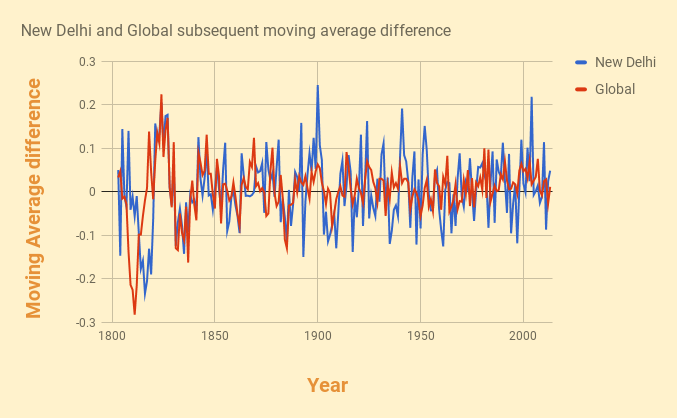 New Delhi and Global subsequent moving average difference
New Delhi
Global
Moving Average difference
0.3
0.2
0.1
0
-0.1
-0.2
-0.3
1800 1850 1900 1950 2000
Year